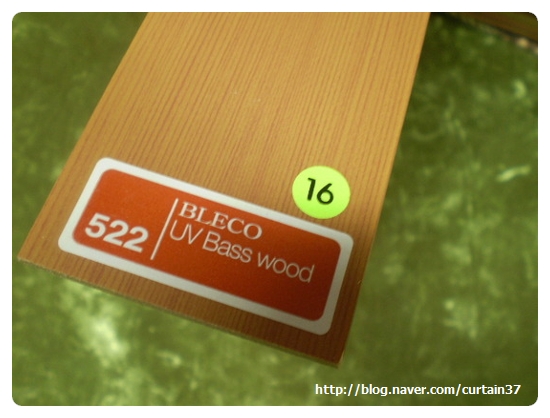 16
522
BLECO
UV Bass wood
http://blog.naver.com/curtain37